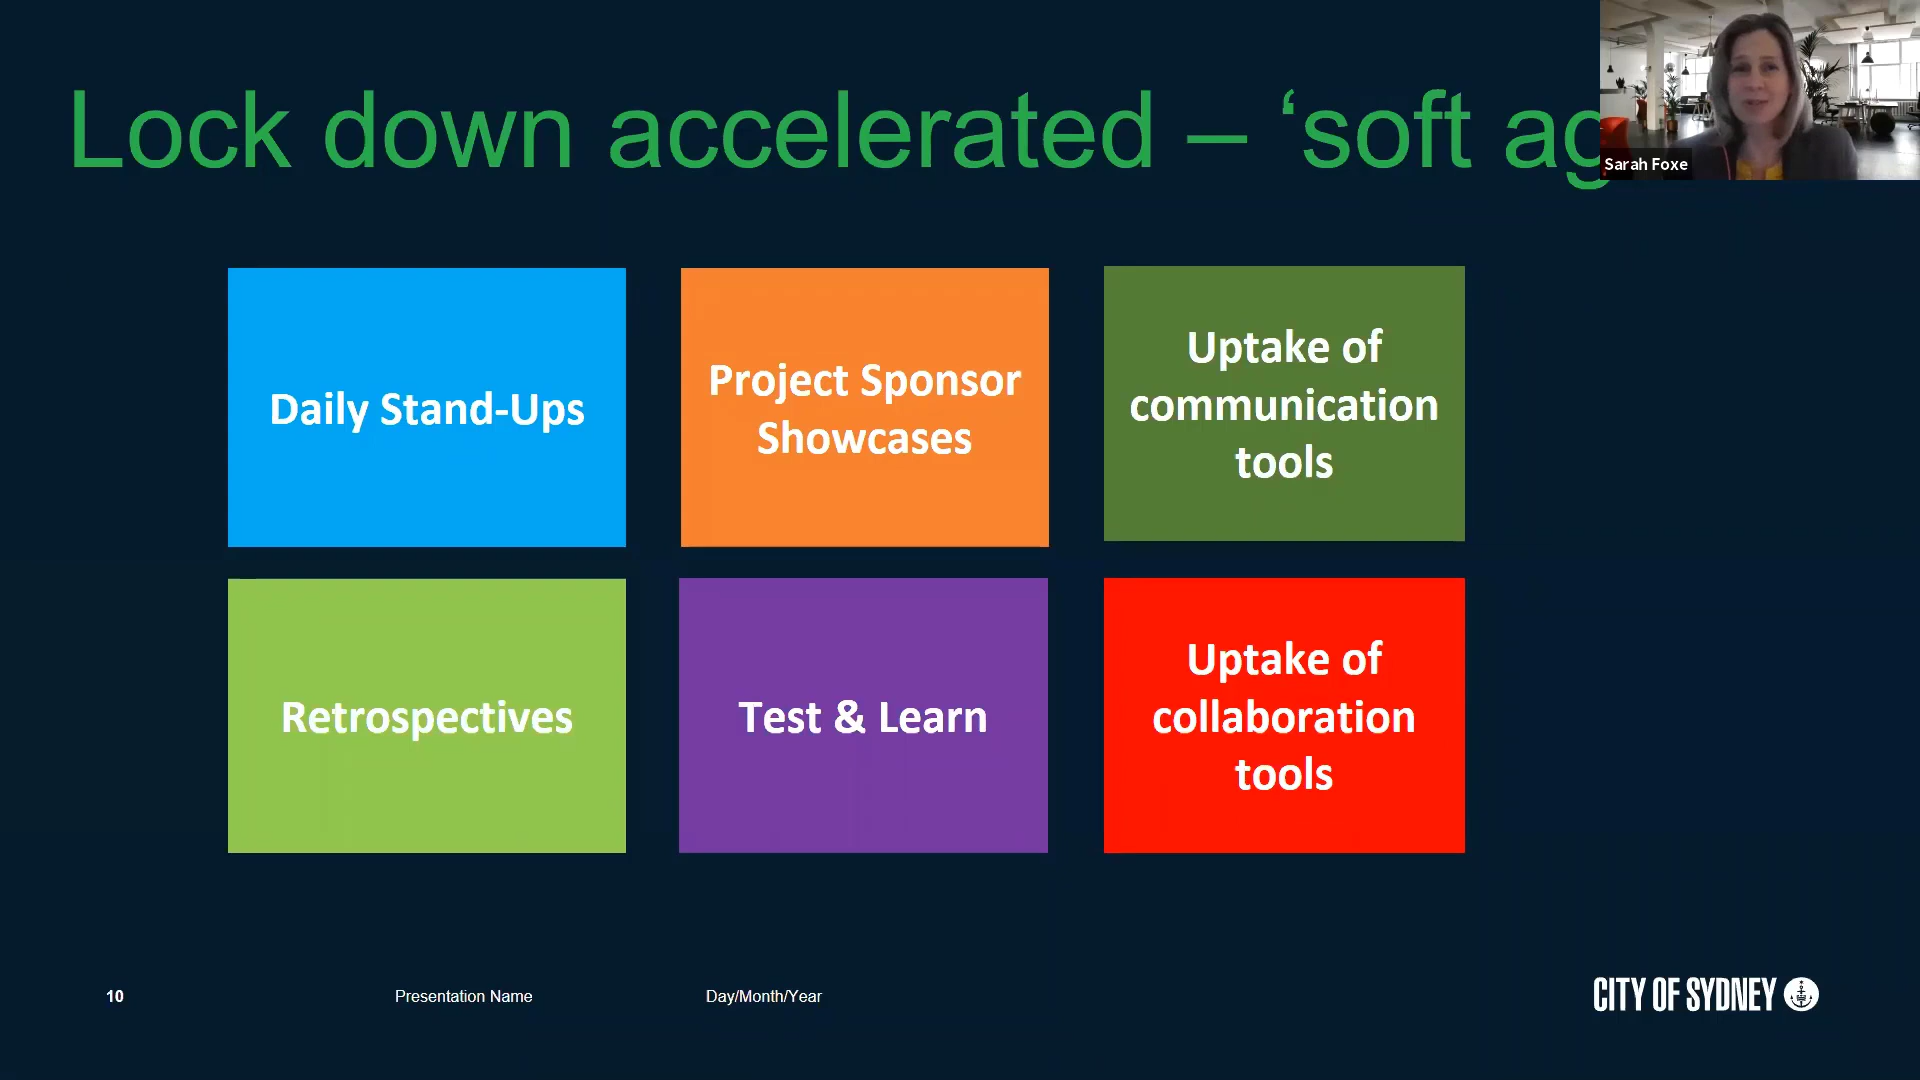 Lock down accelerated – ‘soft ag
Sarah Foxe
Daily Stand-Ups
Project Sponsor
Showcases
Uptake of
communication
tools
Retrospectives
Test & Learn
Uptake of
collaboration
tools
10
Presentation Name
Day/Month/Year
CITY OF SYDNEY